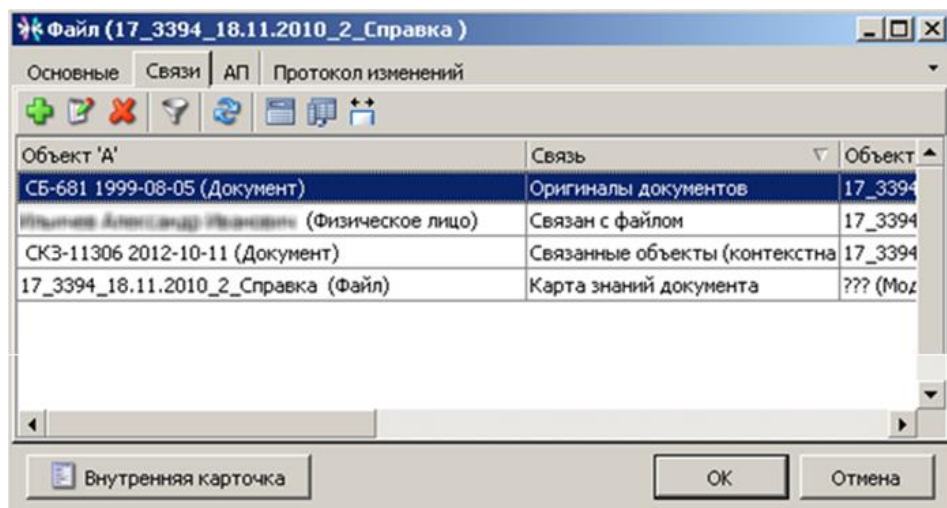 Файл (17_3394_18.11.2010_2_Справка )
Основные Связи АП Протокол изменений
Объект 'А' Связь Объект
СБ-681 1999-08-05 (Документ) Оригиналы документов 17_3394
(Физическое лицо) Связан с файлом 17_3394
СКЗ-11306 2012-10-11 (Документ) Связанные объекты (контекстна 17_3394
17_3394_18.11.2010_2_Справка (Файл) Карта знаний документа ??? (Мод
Внутренняя карточка ОК Отмена